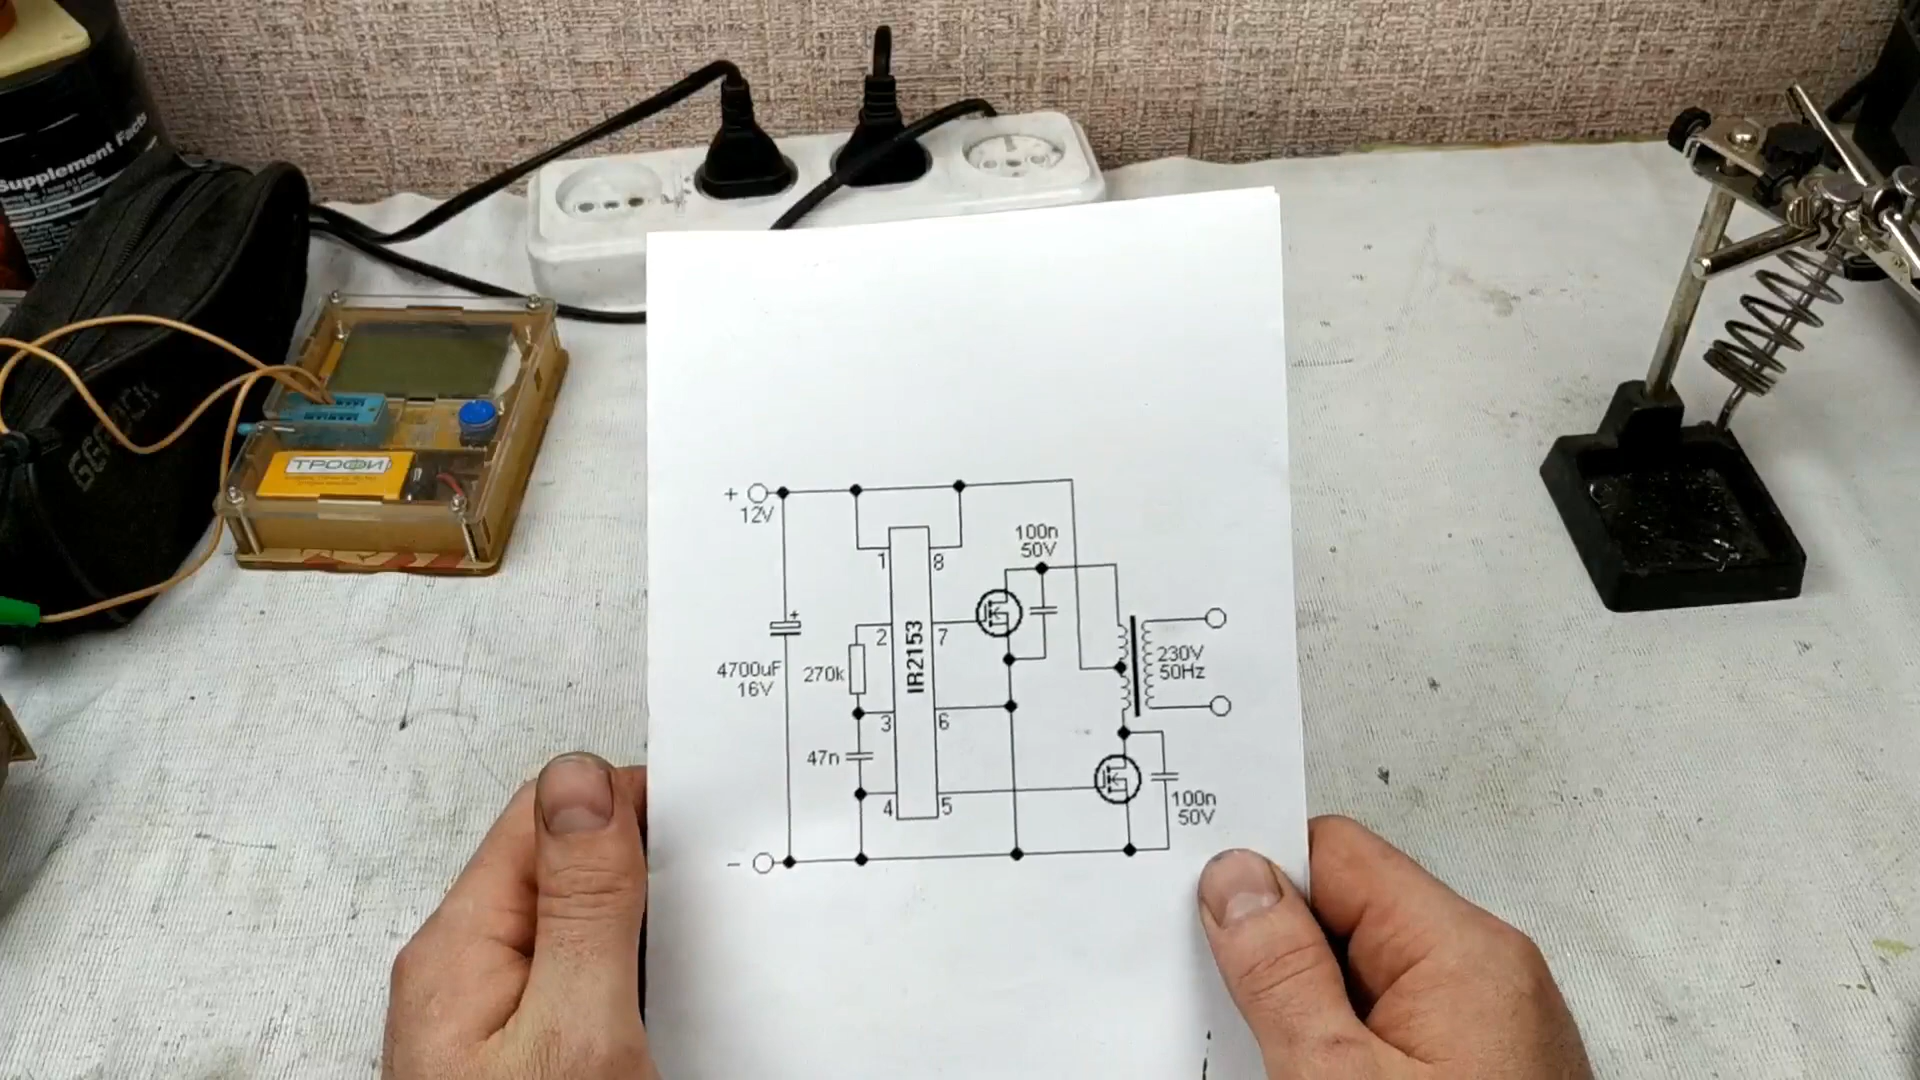 Supplement Facts
GEPARD
ТРОФИ
+
12V
4700uF
16V
+
270k
47n
1
2
3
4
IR2153
8
7
6
5
100n
50V
230V
50Hz
100n
50V
−